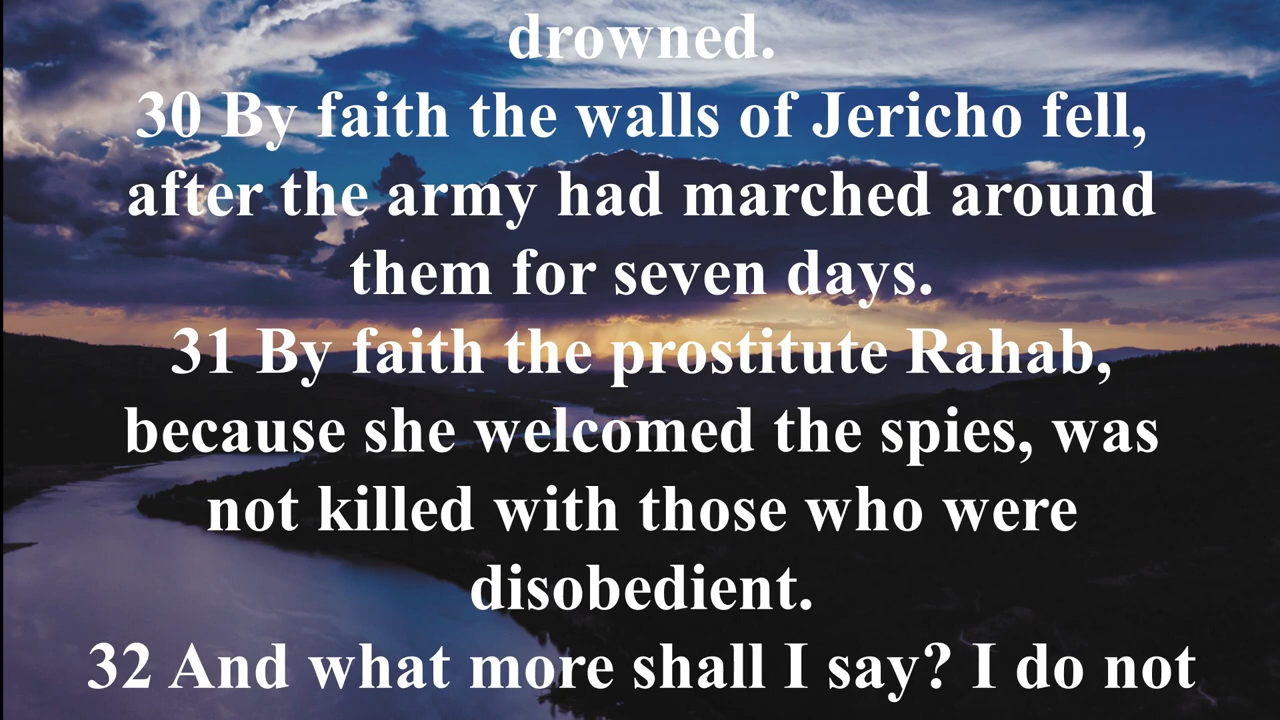 drowned.
30 By faith the walls of Jericho fell,
after the army had marched around
them for seven days.
31 By faith the prostitute Rahab,
because she welcomed the spies, was
not killed with those who were
disobedient.
32 And what more shall I say? I do not